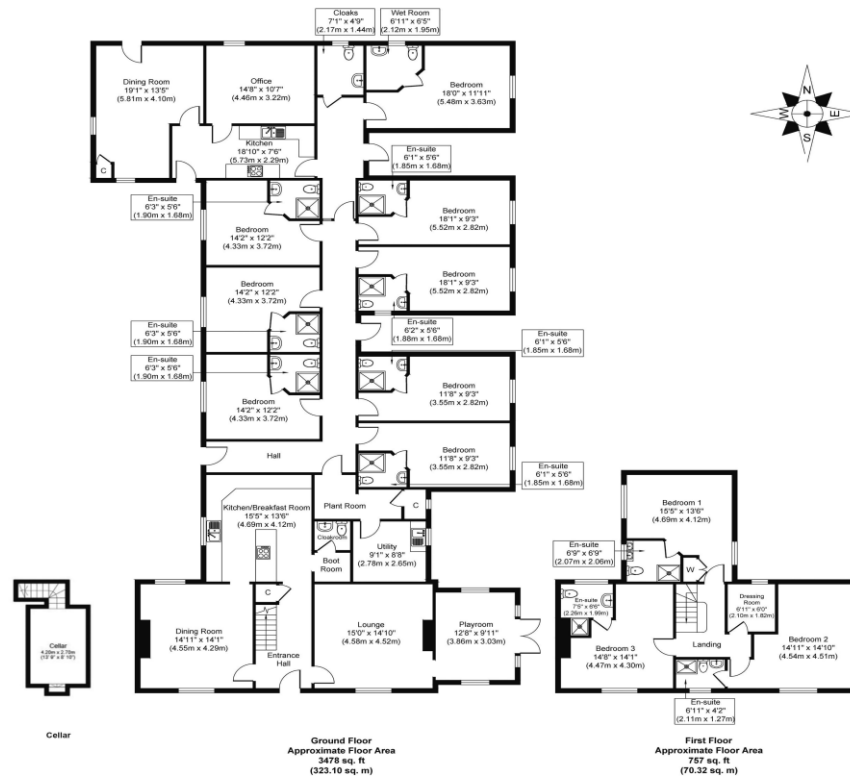 Cloaks
7'1" x 4'9"
(2.17m x 1.44m)
Wet Room
6'11" x 6'5"
(2.12m x 1.95m)
Dining Room
19'1" x 13'5"
(5.81m x 4.10m)
Office
14'8" x 10'7"
(4.46m x 3.22m)
Bedroom
18'0" x 11'11"
(5.48m x 3.63m)
N
W
E
S
Kitchen
18'10" x 7'6"
(5.73m x 2.29m)
C
En-suite
6'1" x 5'6"
(1.85m x 1.68m)
En-suite
6'3" x 5'6"
(1.90m x 1.68m)
Bedroom
14'2" x 12'2"
(4.33m x 3.72m)
Bedroom
18'1" x 9'3"
(5.52m x 2.82m)
Bedroom
14'2" x 12'2"
(4.33m x 3.72m)
Bedroom
18'1" x 9'3"
(5.52m x 2.82m)
En-suite
6'3" x 5'6"
(1.90m x 1.68m)
En-suite
6'2" x 5'6"
(1.88m x 1.68m)
En-suite
6'1" x 5'6"
(1.85m x 1.68m)
En-suite
6'3" x 5'6"
(1.90m x 1.68m)
Bedroom
14'2" x 12'2"
(4.33m x 3.72m)
Bedroom
11'8" x 9'3"
(3.55m x 2.82m)
Bedroom
11'8" x 9'3"
(3.55m x 2.82m)
Hall
En-suite
6'1" x 5'6"
(1.85m x 1.68m)
Kitchen/Breakfast Room
15'5" x 13'6"
(4.69m x 4.12m)
Plant Room
C
Cloakroom
Utility
9'1" x 8'8"
(2.78m x 2.65m)
Boot
Room
C
Dining Room
14'11" x 14'1"
(4.55m x 4.29m)
Entrance
Hall
Lounge
15'0" x 14'10"
(4.58m x 4.52m)
Playroom
12'8" x 9'11"
(3.86m x 3.03m)
Cellar
4.20m x 2.70m
(13' 9" x 8' 10")
Cellar
Bedroom 1
15'5" x 13'6"
(4.69m x 4.12m)
En-suite
6'9" x 6'9"
(2.07m x 2.06m)
W
En-suite
7'5" x 6'6"
(2.26m x 1.99m)
Dressing
Room
6'11" x 6'0"
(2.10m x 1.82m)
Landing
Bedroom 2
14'11" x 14'10"
(4.54m x 4.51m)
Bedroom 3
14'8" x 14'1"
(4.47m x 4.30m)
En-suite
6'11" x 4'2"
(2.11m x 1.27m)
Ground Floor
Approximate Floor Area
3478 sq. ft
(323.10 sq. m)
First Floor
Approximate Floor Area
757 sq. ft
(70.32 sq. m)